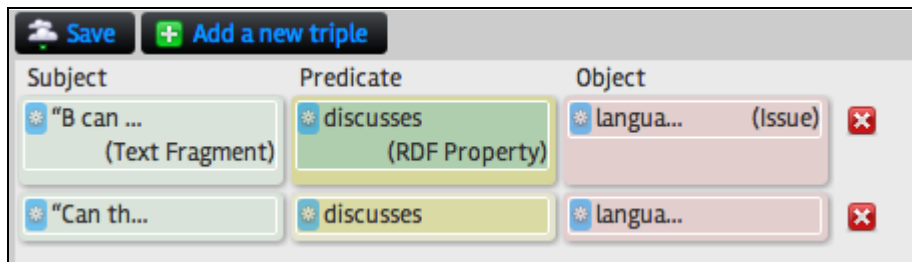 Save Add a new triple
Subject Predicate Object
“B can ... discusses langua... (Issue)
(Text Fragment) (RDF Property)
“Can th... discusses langua...